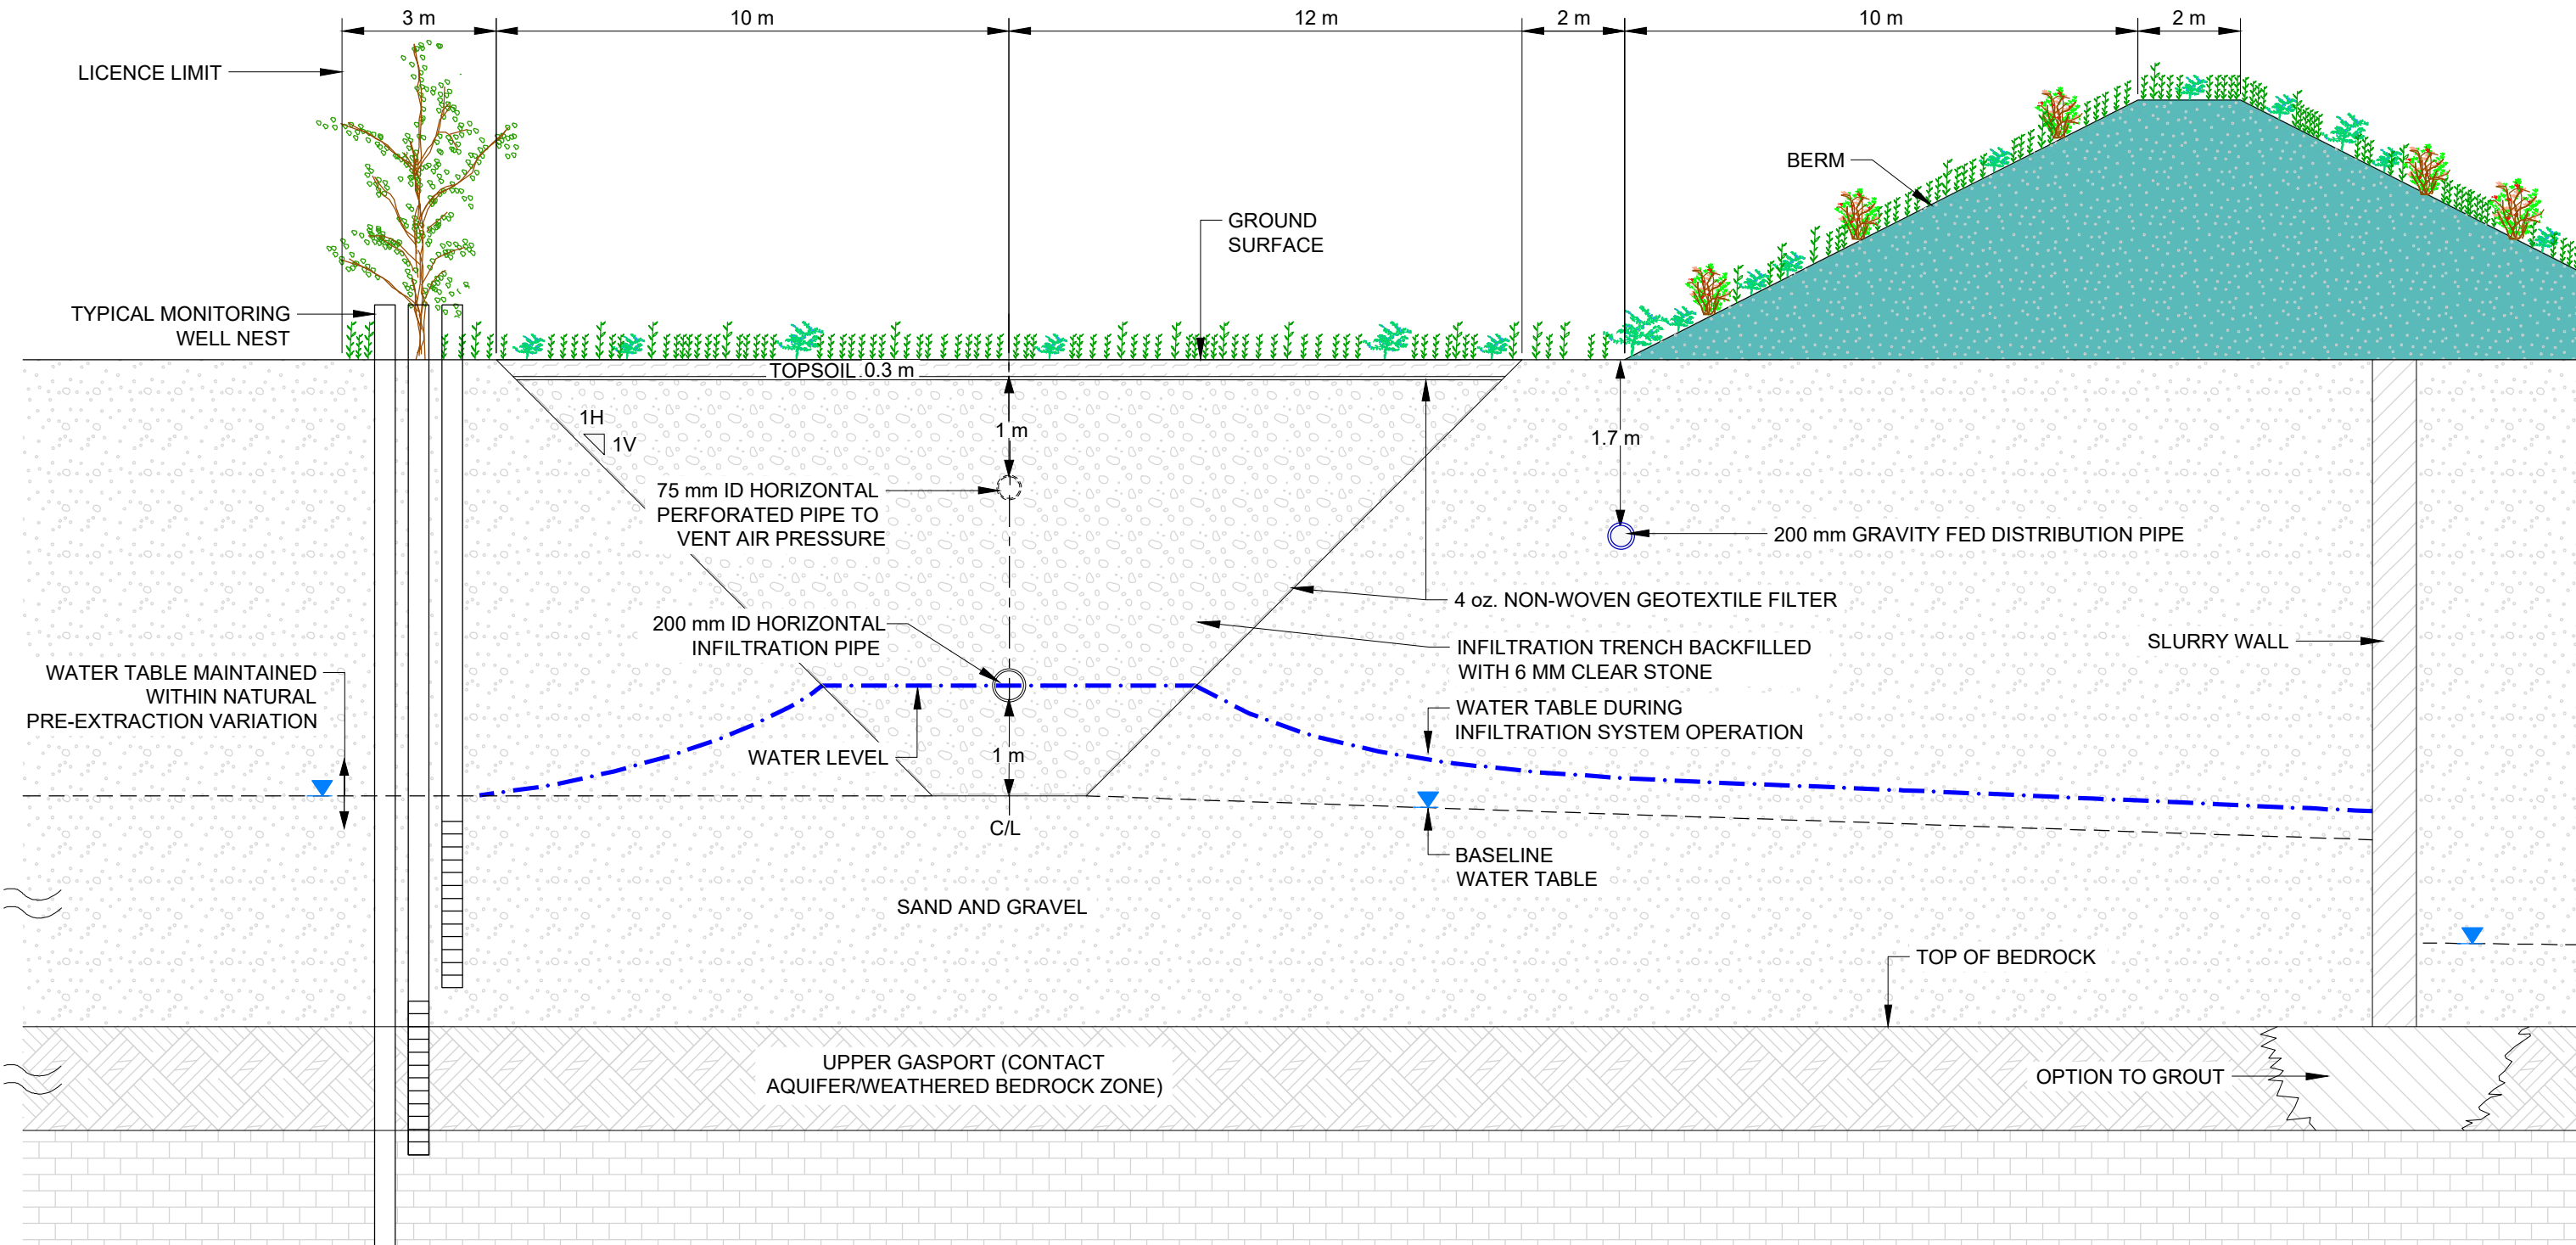 3 m
10 m
12 m
2 m
10 m
2 m
LICENCE LIMIT
BERM
GROUND
SURFACE
TYPICAL MONITORING
WELL NEST
TOPSOIL 0.3 m
1H
1V
1 m
1.7 m
75 mm ID HORIZONTAL
PERFORATED PIPE TO
VENT AIR PRESSURE
200 mm GRAVITY FED DISTRIBUTION PIPE
4 oz. NON-WOVEN GEOTEXTILE FILTER
200 mm ID HORIZONTAL
INFILTRATION PIPE
INFILTRATION TRENCH BACKFILLED
WITH 6 MM CLEAR STONE
SLURRY WALL
WATER TABLE MAINTAINED
WITHIN NATURAL
PRE-EXTRACTION VARIATION
WATER TABLE DURING
INFILTRATION SYSTEM OPERATION
WATER LEVEL
1 m
C/L
BASELINE
WATER TABLE
SAND AND GRAVEL
TOP OF BEDROCK
UPPER GASPORT (CONTACT
AQUIFER/WEATHERED BEDROCK ZONE)
OPTION TO GROUT